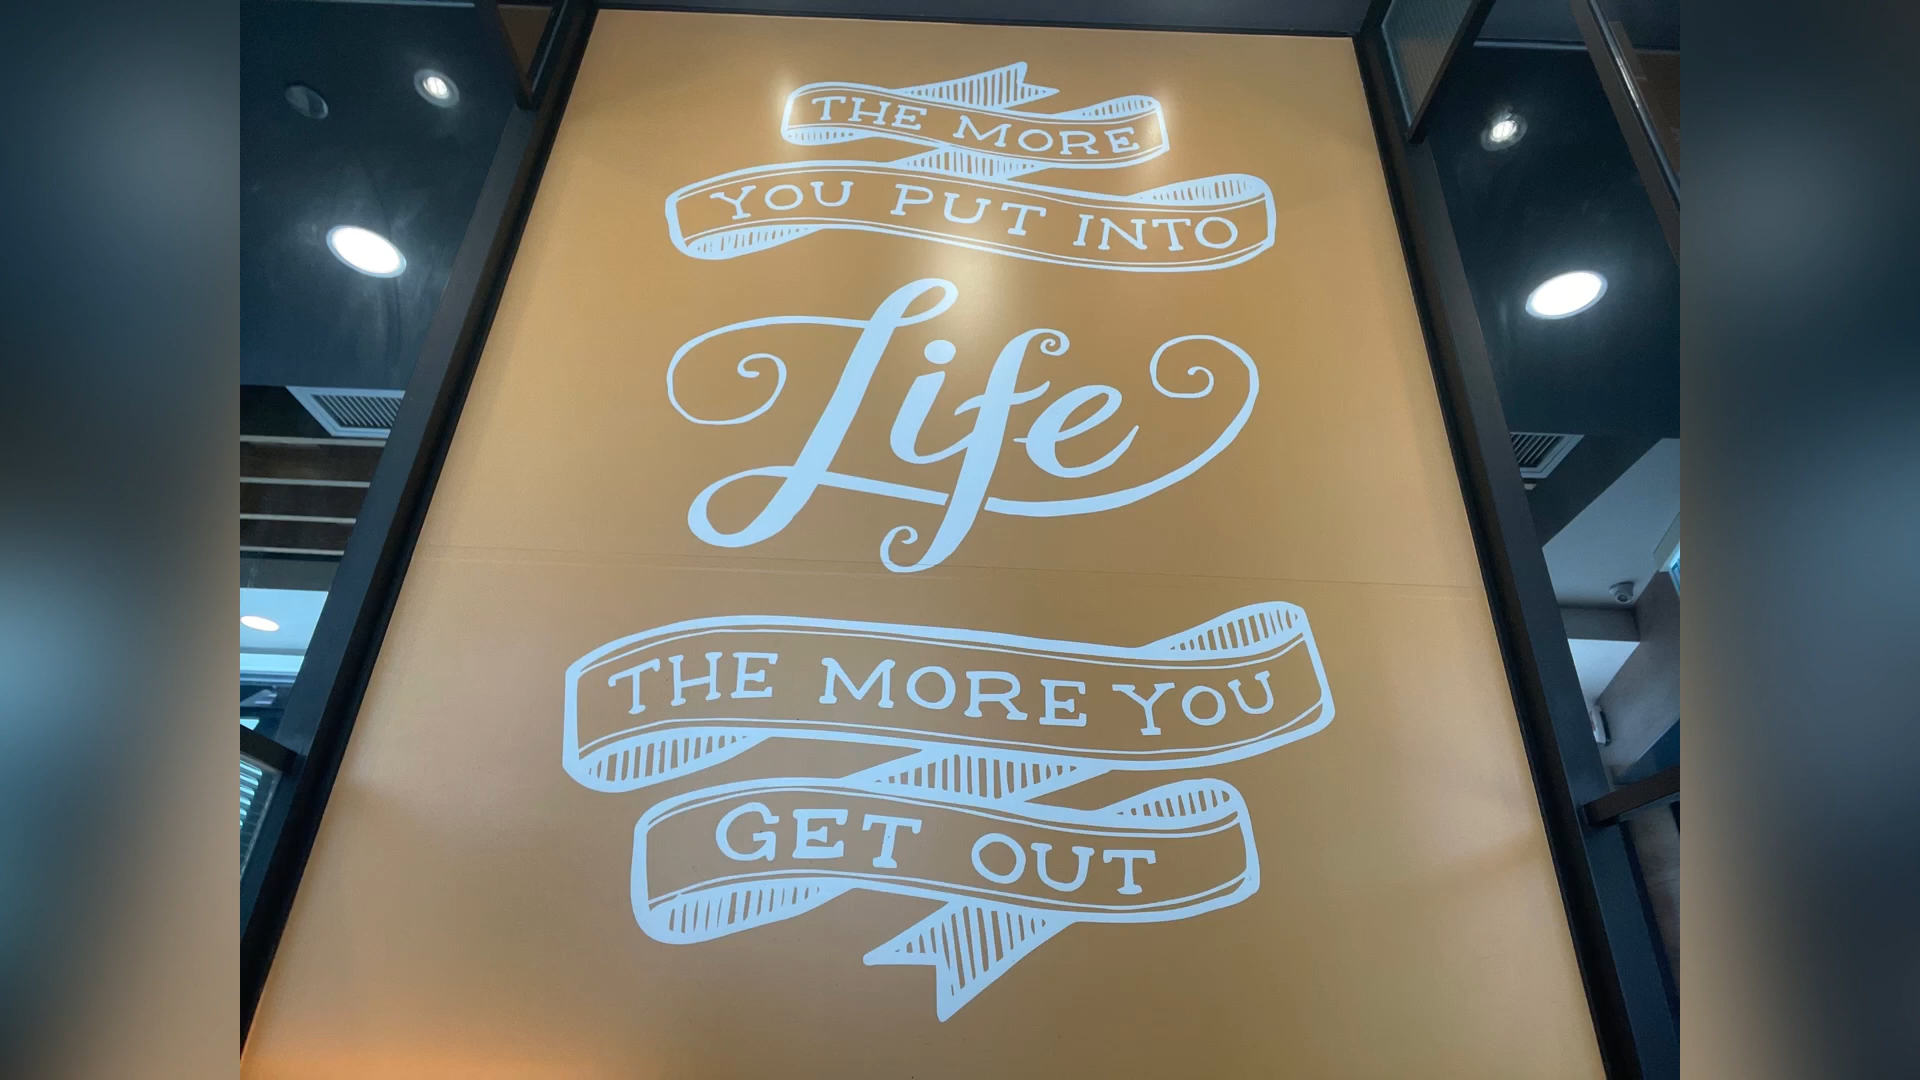 THE MORE
YOU PUT INTO
Life
THE MORE YOU
GET OUT